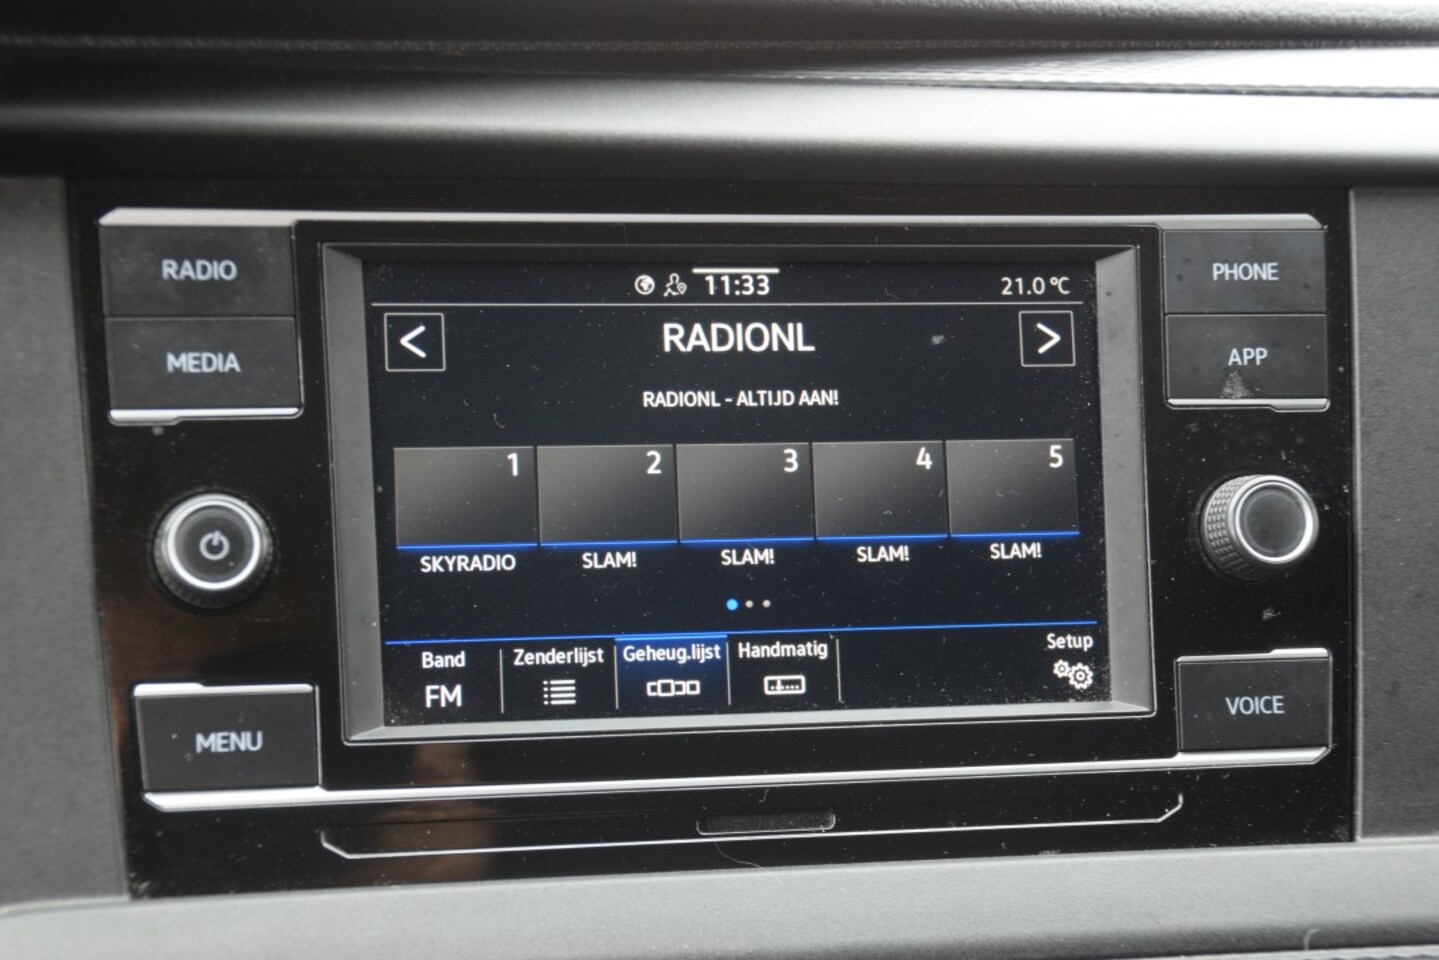 RADIO
MEDIA
MENU
11:33
21.0 °C
<
RADIONL
>
RADIONL - ALTIJD AAN!
1
2
3
4
5
SKYRADIO
SLAM!
SLAM!
SLAM!
SLAM!
Band
FM
Zenderlijst
Geheug.lijst
Handmatig
Setup
PHONE
APP
VOICE